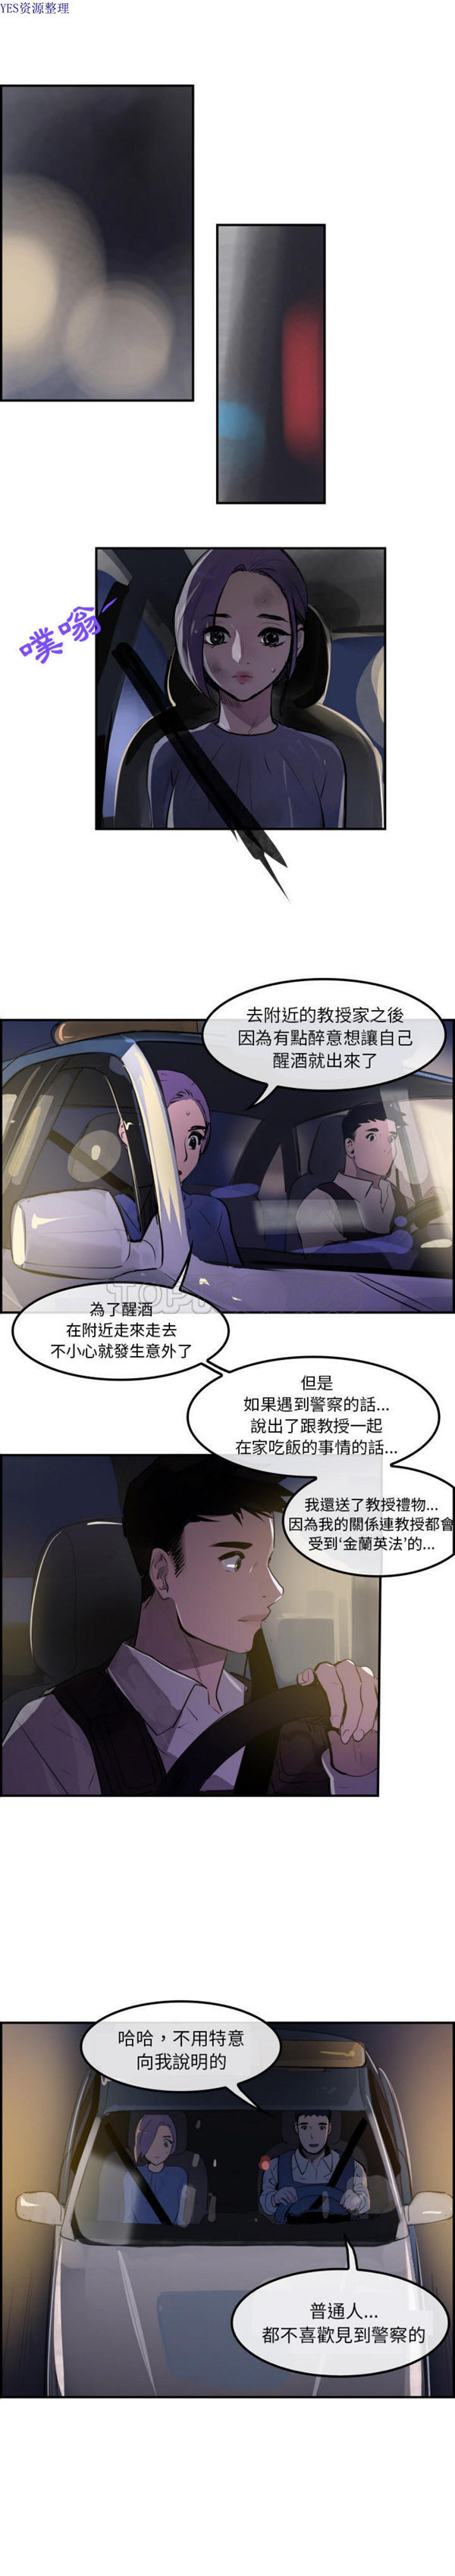 YES资源整理
噗嗡
去附近的教授家之後
因為有點醉意想讓自己
醒酒就出來了
為了醒酒
在附近走來走去
不小心就發生意外了
但是
如果遇到警察的話...
說出了跟教授一起
在家吃飯的事情的話...
我還送了教授禮物...
因為我的關係連教授都會
受到‘金蘭英法’的...
哈哈，不用特意
向我說明的
普通人...
都不喜歡見到警察的